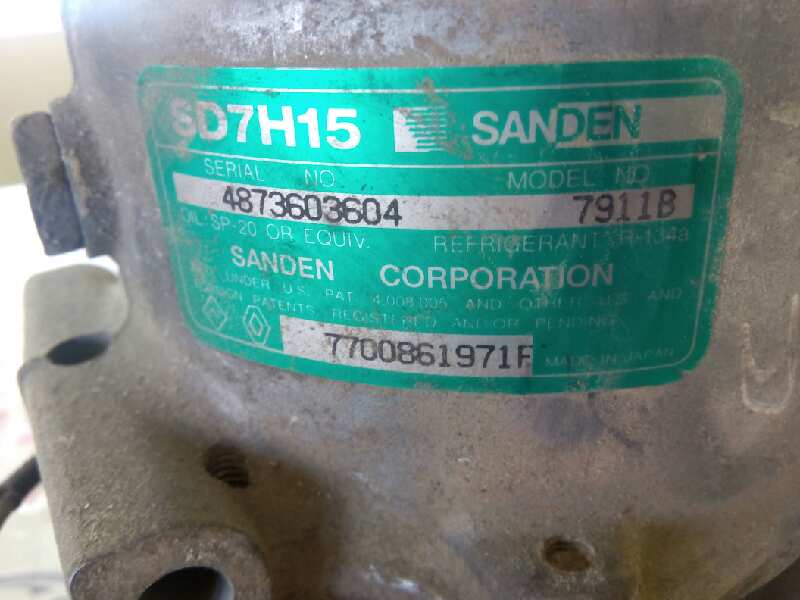 SD7H15 SANDEN
SERIAL NO. MODEL NO.
4873603604 7911B
OIL: SP-20 OR EQUIV. REFRIGERANT: R-134a
SANDEN CORPORATION
UNDER U.S. PAT. 4,008,005 AND OTHER U.S. AND
DESIGN PATENTS, REGISTERED AND/OR PENDING.
7700861971F MADE IN JAPAN